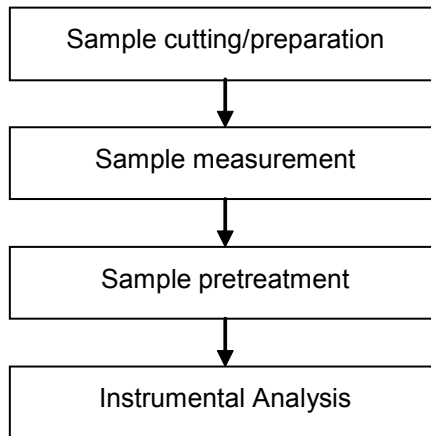 Sample cutting/preparation
Sample measurement
Sample pretreatment
Instrumental Analysis